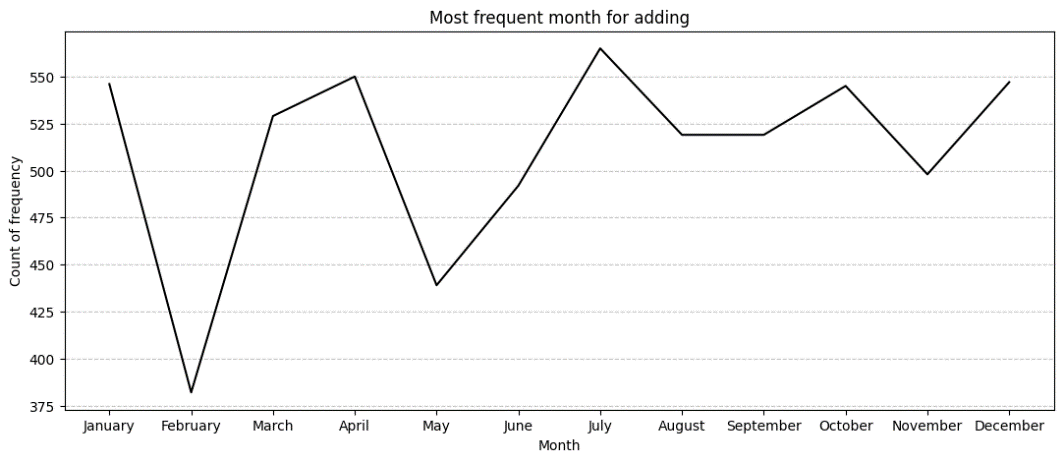 Most frequent month for adding
Count of frequency
550
525
500
475
450
425
400
375
January February March April May June July August September October November December
Month